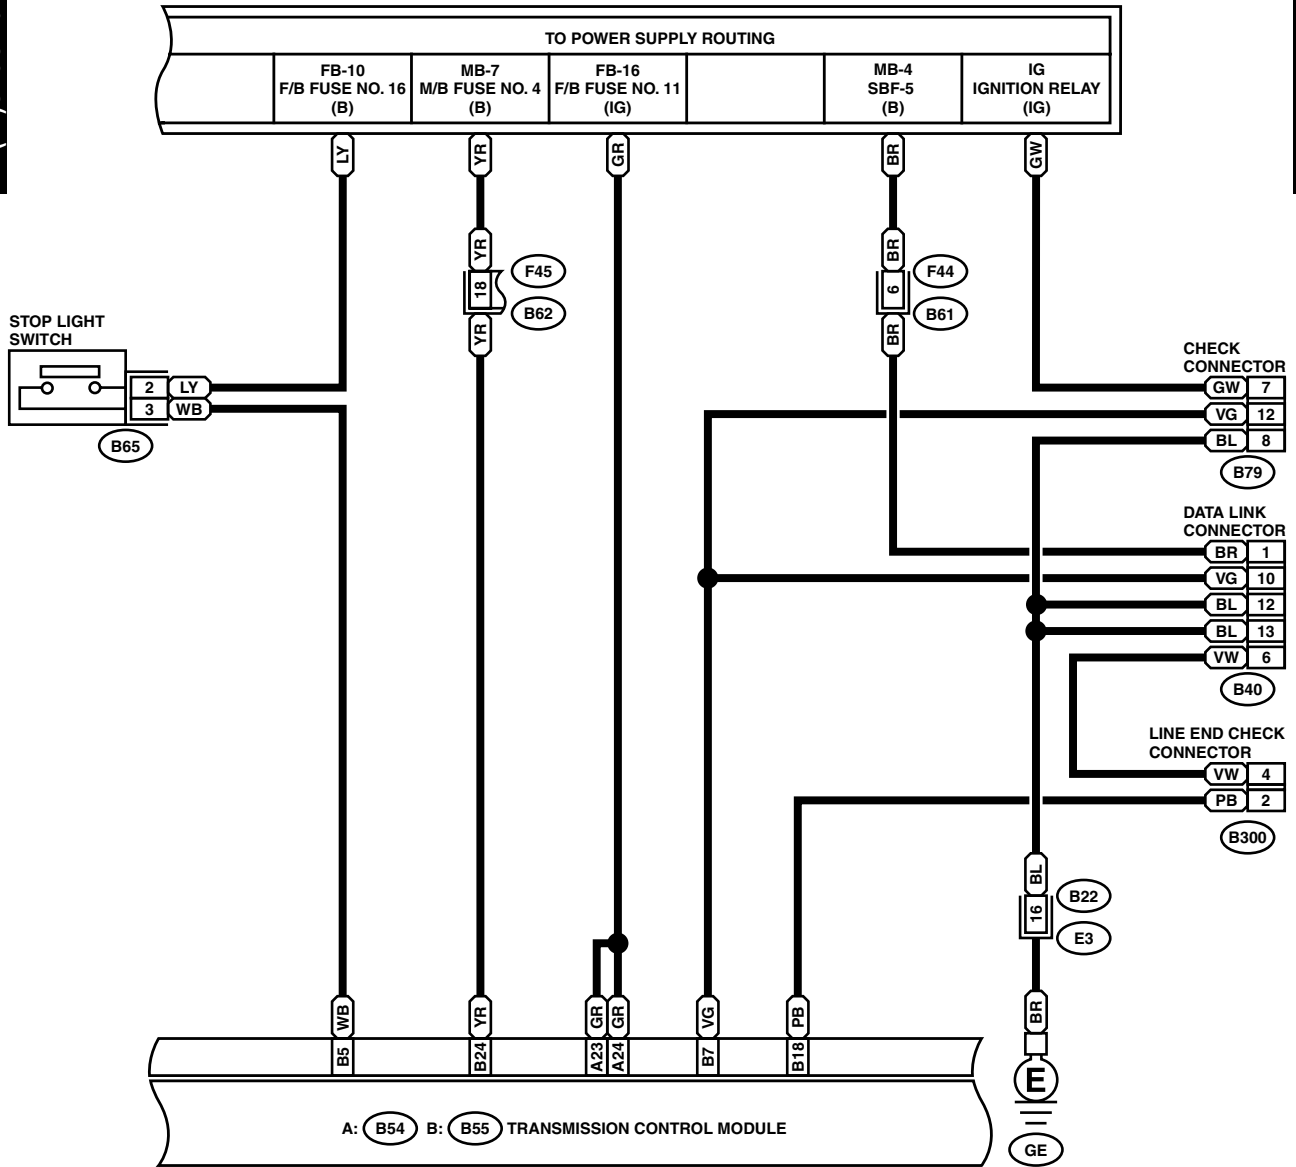 TO POWER SUPPLY ROUTING
FB-10
F/B FUSE NO. 16
(B)
MB-7
M/B FUSE NO. 4
(B)
FB-16
F/B FUSE NO. 11
(IG)
MB-4
SBF-5
(B)
IG
IGNITION RELAY
(IG)
LY
YR
GR
BR
GW
YR
18
YR
F45
B62
BR
6
BR
F44
B61
STOP LIGHT
SWITCH
2 LY
3 WB
B65
CHECK
CONNECTOR
GW 7
VG 12
BL 8
B79
DATA LINK
CONNECTOR
BR 1
VG 10
BL 12
BL 13
VW 6
B40
LINE END CHECK
CONNECTOR
VW 4
PB 2
B300
BL
16
B22
E3
BR
E
GE
WB
YR
GR
GR
VG
PB
B5
B24
A23
A24
B7
B18
A: B54 B: B55 TRANSMISSION CONTROL MODULE